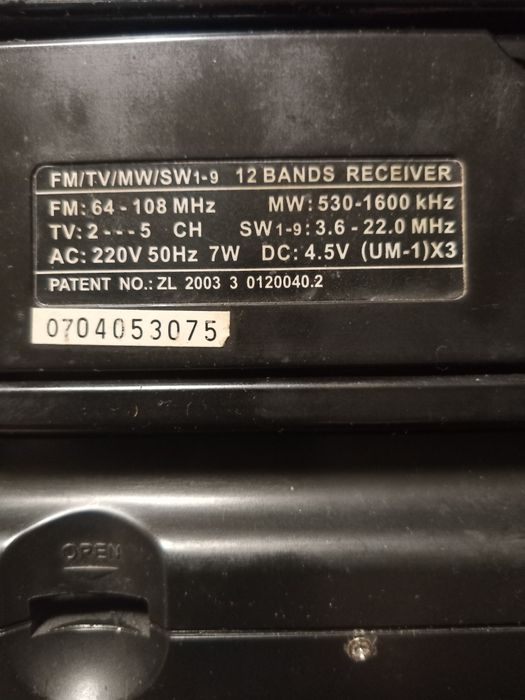 FM/TV/MW/SW1-9 12 BANDS RECEIVER
FM: 64 - 108 MHz MW: 530-1600 kHz
TV: 2 --- 5 CH SW1-9: 3.6 - 22.0 MHz
AC: 220V 50Hz 7W DC: 4.5V (UM-1)X3
PATENT NO.: ZL 2003 3 0120040.2
0704053075
OPEN